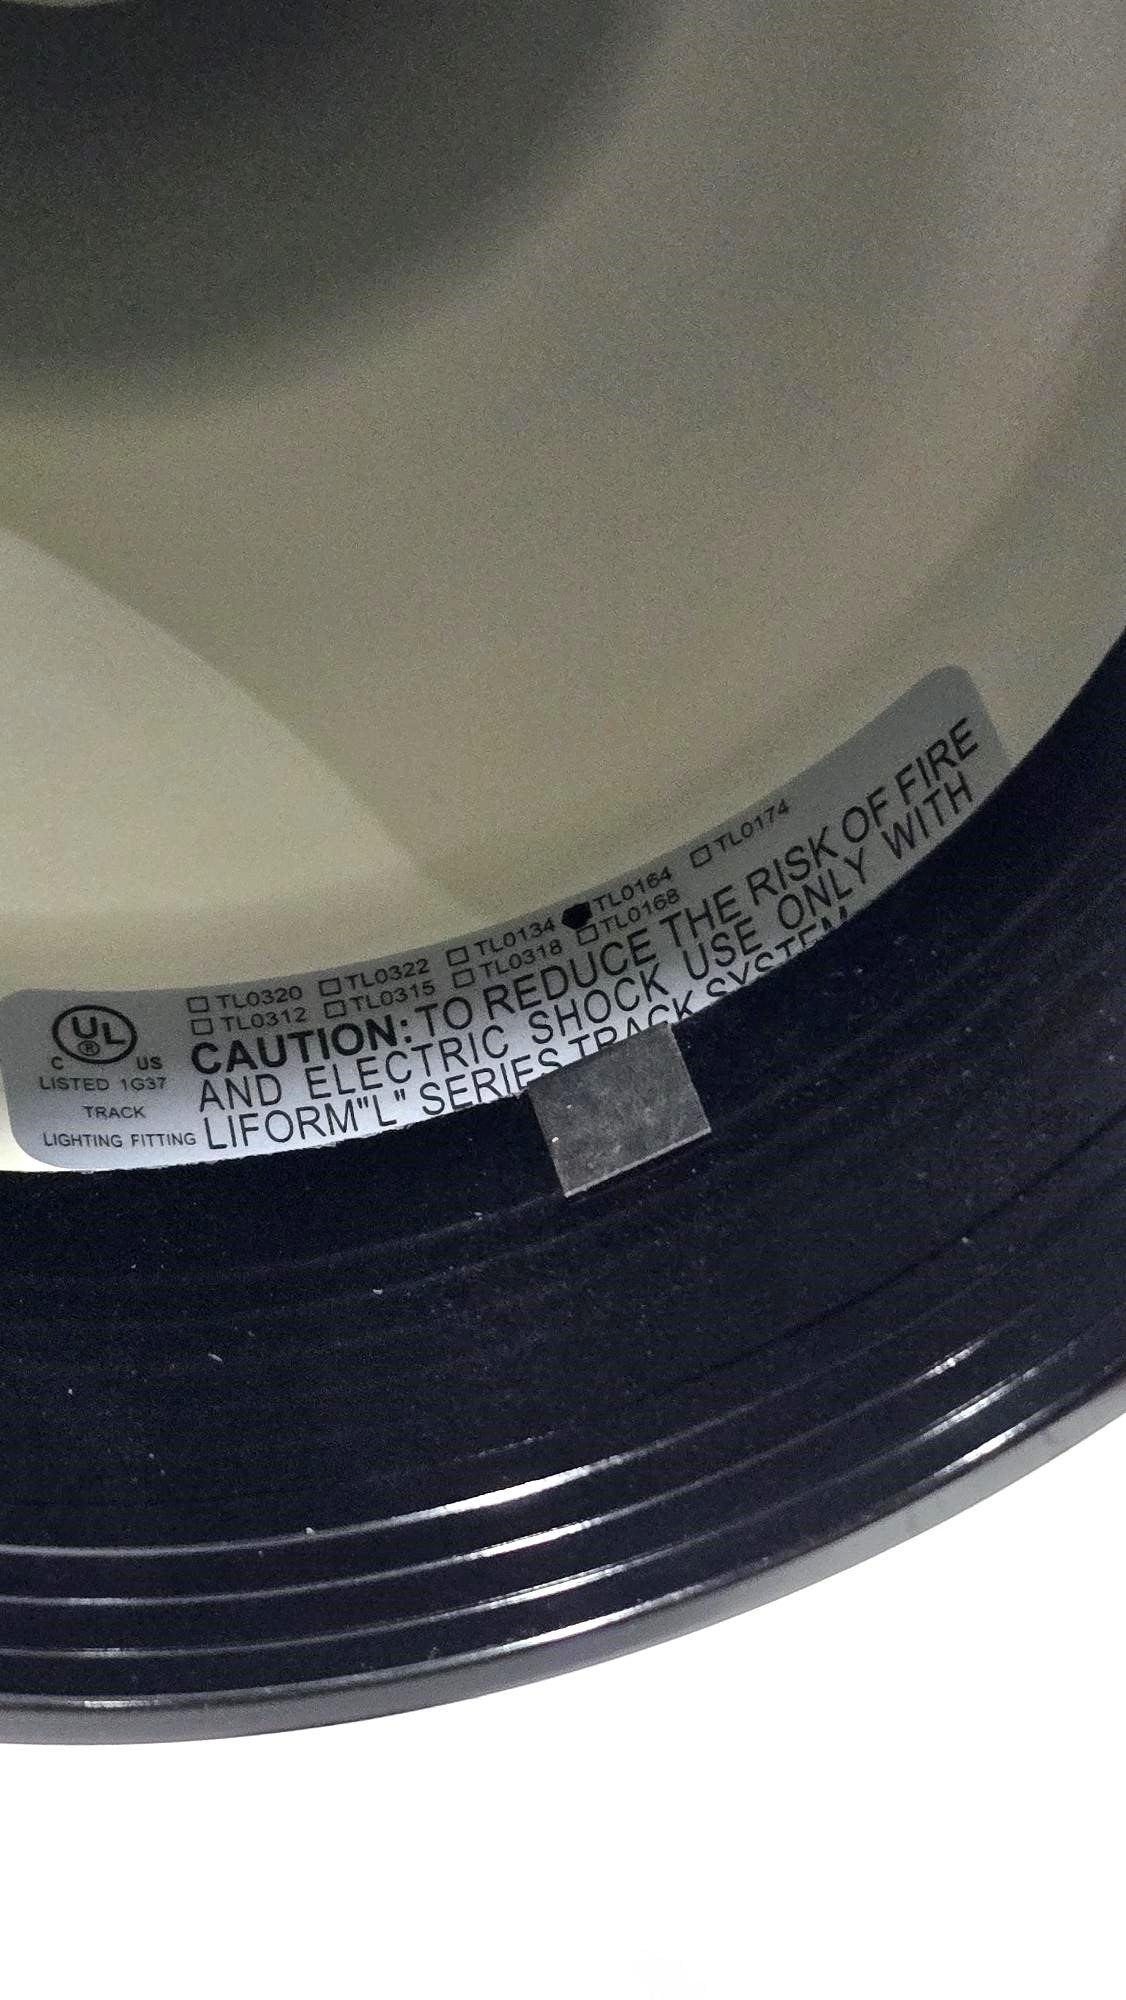 UL ®
C US
LISTED 1G37
TRACK
LIGHTING FITTING
☐ TL0320 ☐ TL0322 ☐ TL0134 ■ TL0164 ☐ TL0174
☐ TL0312 ☐ TL0315 ☐ TL0318 ☐ TL0168
CAUTION: TO REDUCE THE RISK OF FIRE
AND ELECTRIC SHOCK USE ONLY WITH
LIFORM"L" SERIES TRACK SYSTEM